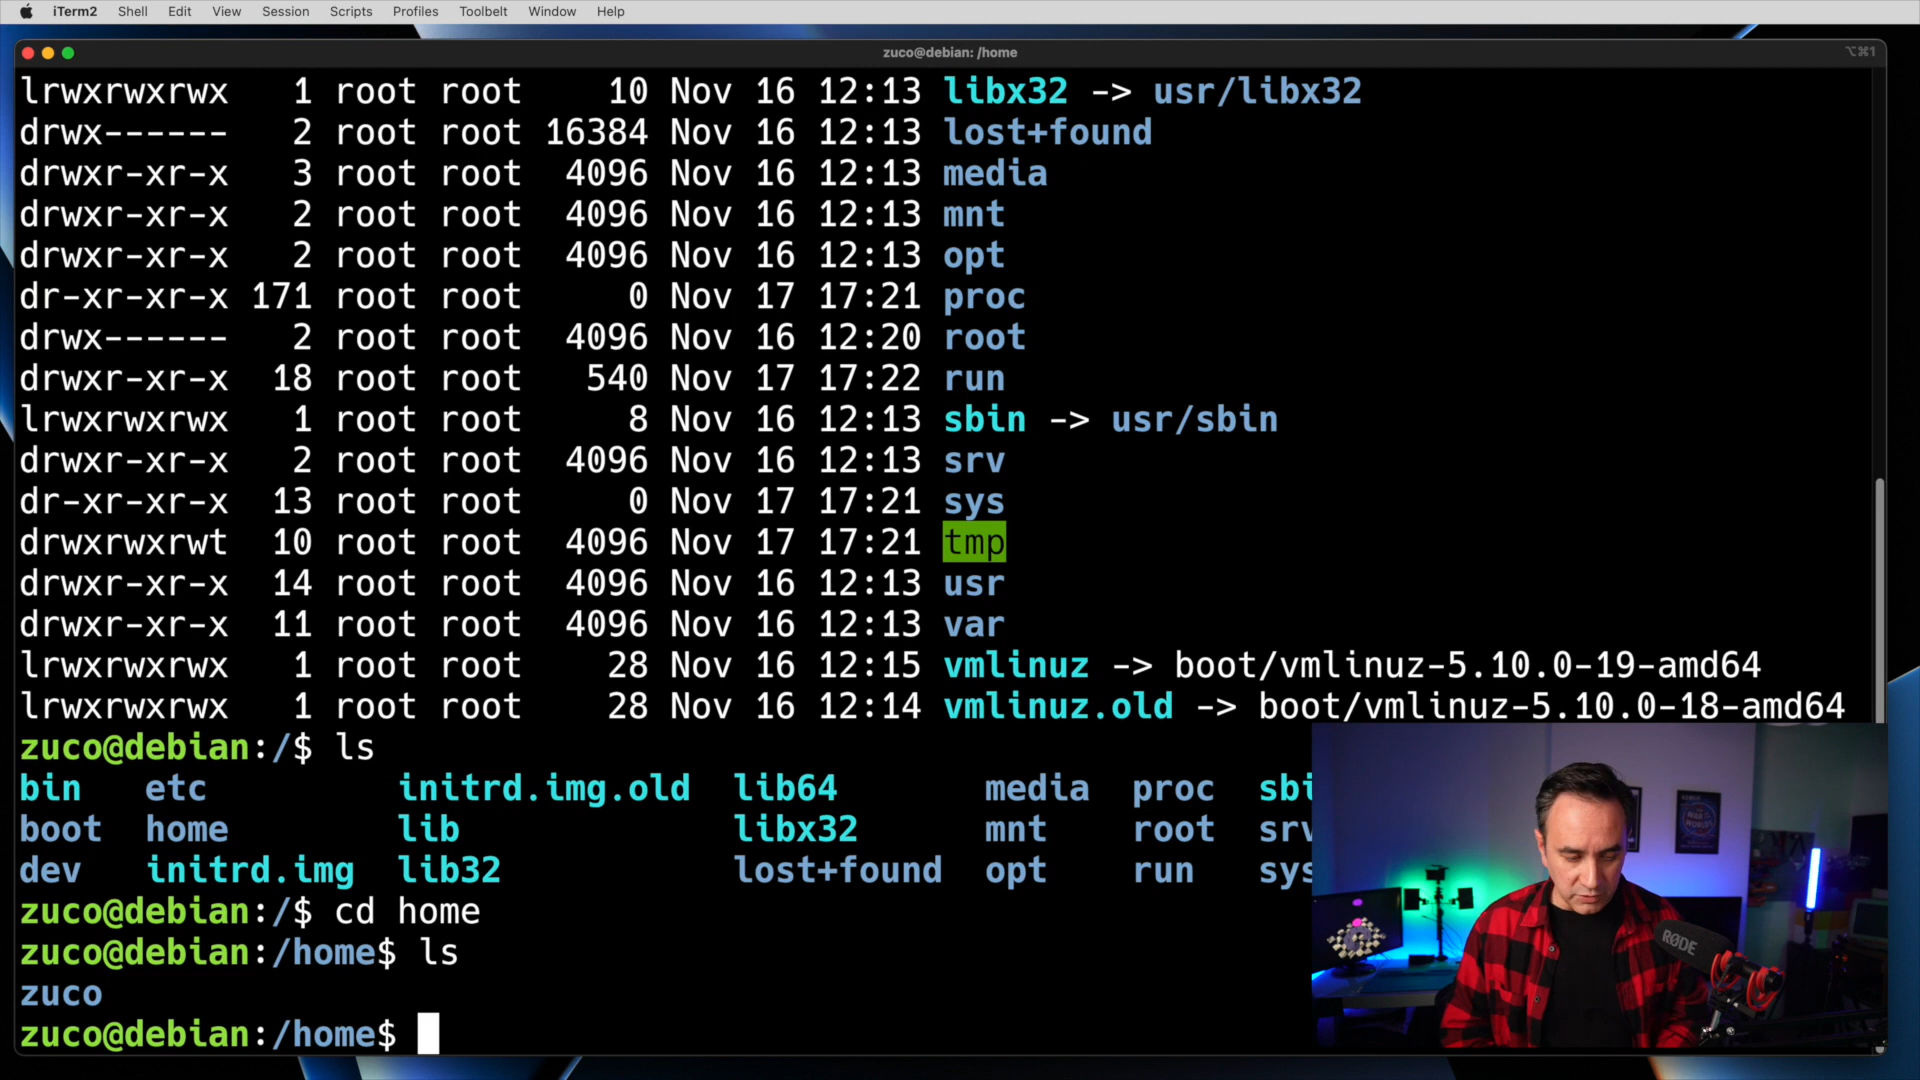 iTerm2 Shell Edit View Session Scripts Profiles Toolbelt Window Help
zuco@debian: /home ⌥⌘1
lrwxrwxrwx 1 root root 10 Nov 16 12:13 libx32 -> usr/libx32
drwx------ 2 root root 16384 Nov 16 12:13 lost+found
drwxr-xr-x 3 root root 4096 Nov 16 12:13 media
drwxr-xr-x 2 root root 4096 Nov 16 12:13 mnt
drwxr-xr-x 2 root root 4096 Nov 16 12:13 opt
dr-xr-xr-x 171 root root 0 Nov 17 17:21 proc
drwx------ 2 root root 4096 Nov 16 12:20 root
drwxr-xr-x 18 root root 540 Nov 17 17:22 run
lrwxrwxrwx 1 root root 8 Nov 16 12:13 sbin -> usr/sbin
drwxr-xr-x 2 root root 4096 Nov 16 12:13 srv
dr-xr-xr-x 13 root root 0 Nov 17 17:21 sys
drwxrwxrwt 10 root root 4096 Nov 17 17:21 tmp
drwxr-xr-x 14 root root 4096 Nov 16 12:13 usr
drwxr-xr-x 11 root root 4096 Nov 16 12:13 var
lrwxrwxrwx 1 root root 28 Nov 16 12:15 vmlinuz -> boot/vmlinuz-5.10.0-19-amd64
lrwxrwxrwx 1 root root 28 Nov 16 12:14 vmlinuz.old -> boot/vmlinuz-5.10.0-18-amd64
zuco@debian:/$ ls
bin etc initrd.img.old lib64 media proc sbi
boot home lib libx32 mnt root srv
dev initrd.img lib32 lost+found opt run sys
zuco@debian:/$ cd home
zuco@debian:/home$ ls
zuco
zuco@debian:/home$
RØDE